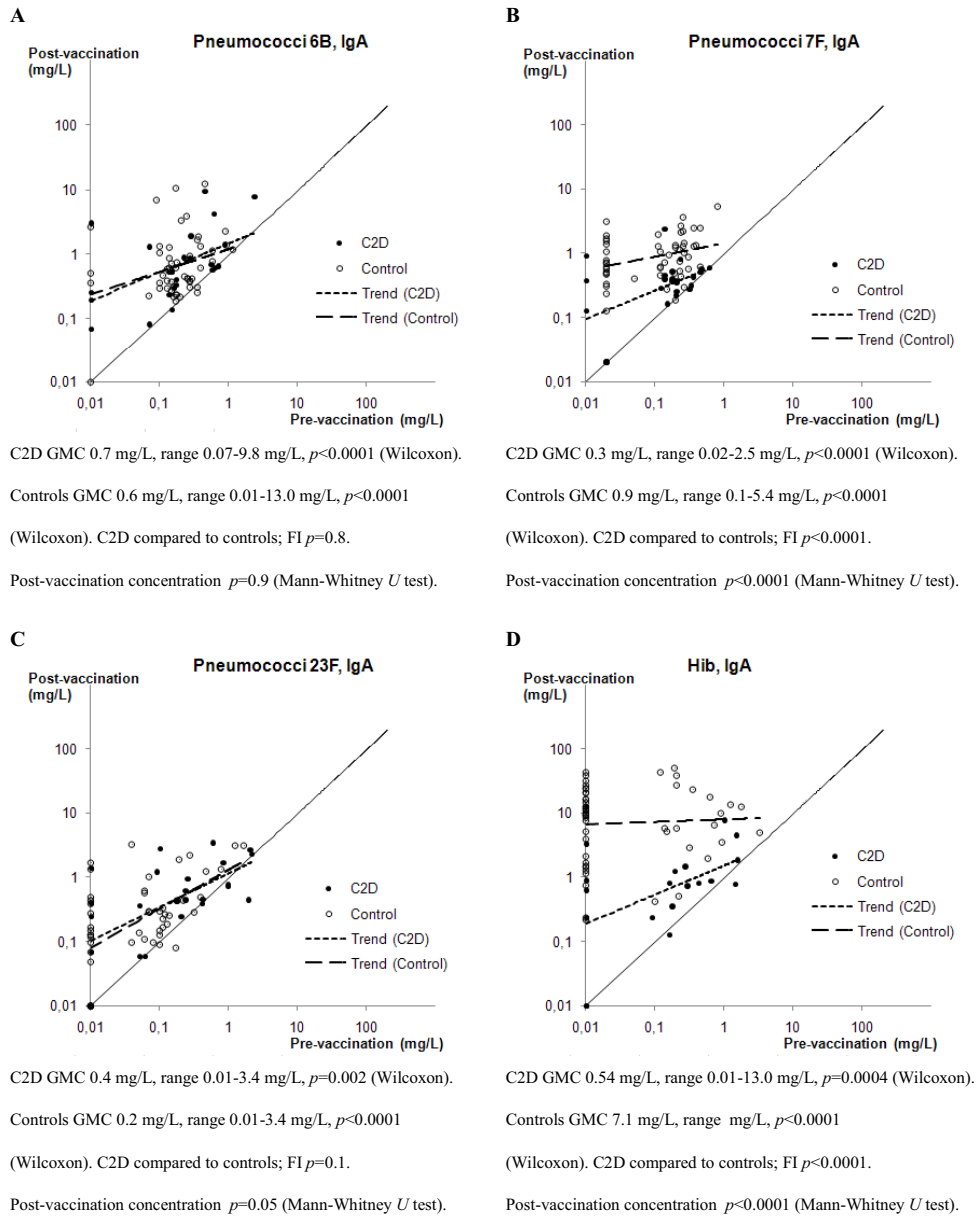 A
Pneumococci 6B, IgA
Post-vaccination
(mg/L)
100
10
1
0,1
0,01
0,01
0,1
1
10
100
Pre-vaccination (mg/L)
C2D
Control
Trend (C2D)
Trend (Control)
C2D GMC 0.7 mg/L, range 0.07-9.8 mg/L, p<0.0001 (Wilcoxon).
Controls GMC 0.6 mg/L, range 0.01-13.0 mg/L, p<0.0001
(Wilcoxon). C2D compared to controls; FI p=0.8.
Post-vaccination concentration p=0.9 (Mann-Whitney U test).
B
Pneumococci 7F, IgA
Post-vaccination
(mg/L)
100
10
1
0,1
0,01
0,01
0,1
1
10
100
Pre-vaccination (mg/L)
C2D
Control
Trend (C2D)
Trend (Control)
C2D GMC 0.3 mg/L, range 0.02-2.5 mg/L, p<0.0001 (Wilcoxon).
Controls GMC 0.9 mg/L, range 0.1-5.4 mg/L, p<0.0001
(Wilcoxon). C2D compared to controls; FI p<0.0001.
Post-vaccination concentration p<0.0001 (Mann-Whitney U test).
C
Pneumococci 23F, IgA
Post-vaccination
(mg/L)
100
10
1
0,1
0,01
0,01
0,1
1
10
100
Pre-vaccination (mg/L)
C2D
Control
Trend (C2D)
Trend (Control)
C2D GMC 0.4 mg/L, range 0.01-3.4 mg/L, p=0.002 (Wilcoxon).
Controls GMC 0.2 mg/L, range 0.01-3.4 mg/L, p<0.0001
(Wilcoxon). C2D compared to controls; FI p=0.1.
Post-vaccination concentration p=0.05 (Mann-Whitney U test).
D
Hib, IgA
Post-vaccination
(mg/L)
100
10
1
0,1
0,01
0,01
0,1
1
10
100
Pre-vaccination (mg/L)
C2D
Control
Trend (C2D)
Trend (Control)
C2D GMC 0.54 mg/L, range 0.01-13.0 mg/L, p=0.0004 (Wilcoxon).
Controls GMC 7.1 mg/L, range mg/L, p<0.0001
(Wilcoxon). C2D compared to controls; FI p<0.0001.
Post-vaccination concentration p<0.0001 (Mann-Whitney U test).